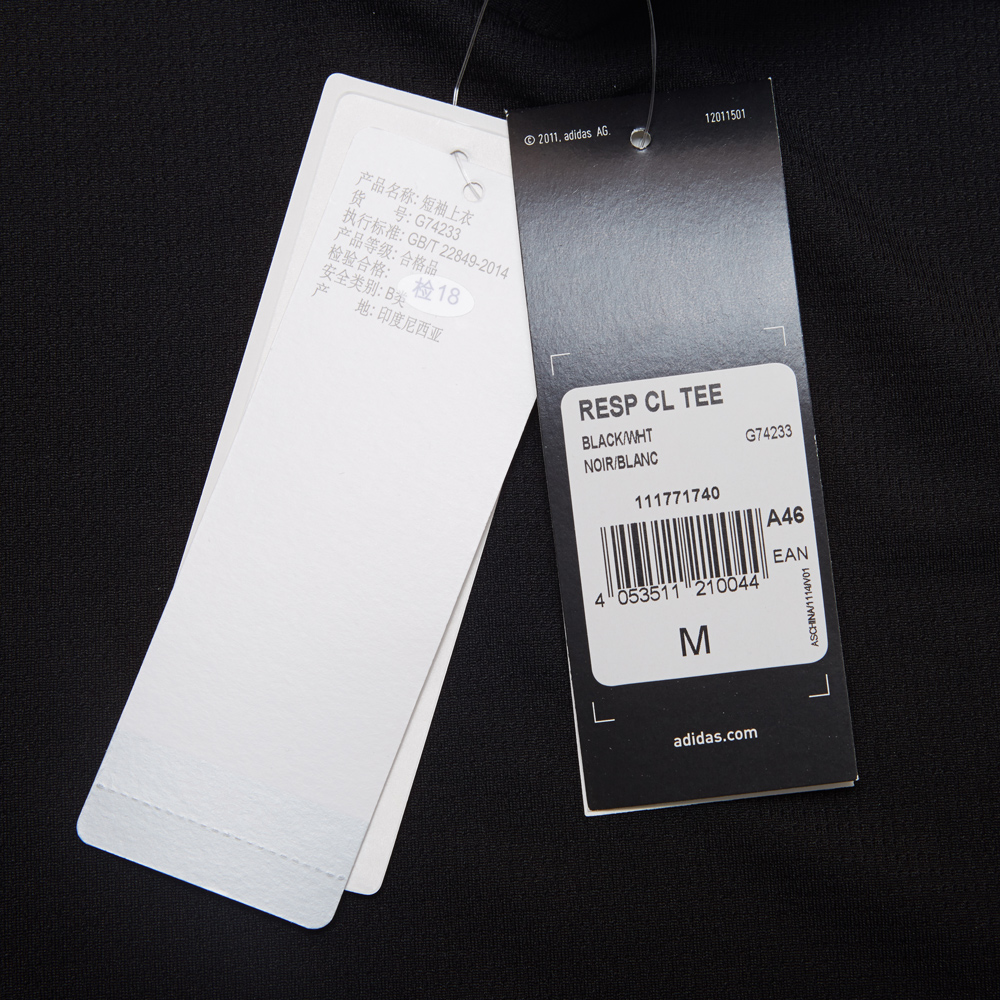 产品名称: 短袖上衣
货 号: G74233
执行标准: GB/T 22849-2014
产品等级: 合格品
检验合格: 检18
安全类别: B类
产 地: 印度尼西亚
© 2011, adidas AG.
12011501
RESP CL TEE
BLACK/WHT G74233
NOIR/BLANC
111771740
A46
EAN
4 053511 210044
ASCHINA/1114/V01
M
adidas.com